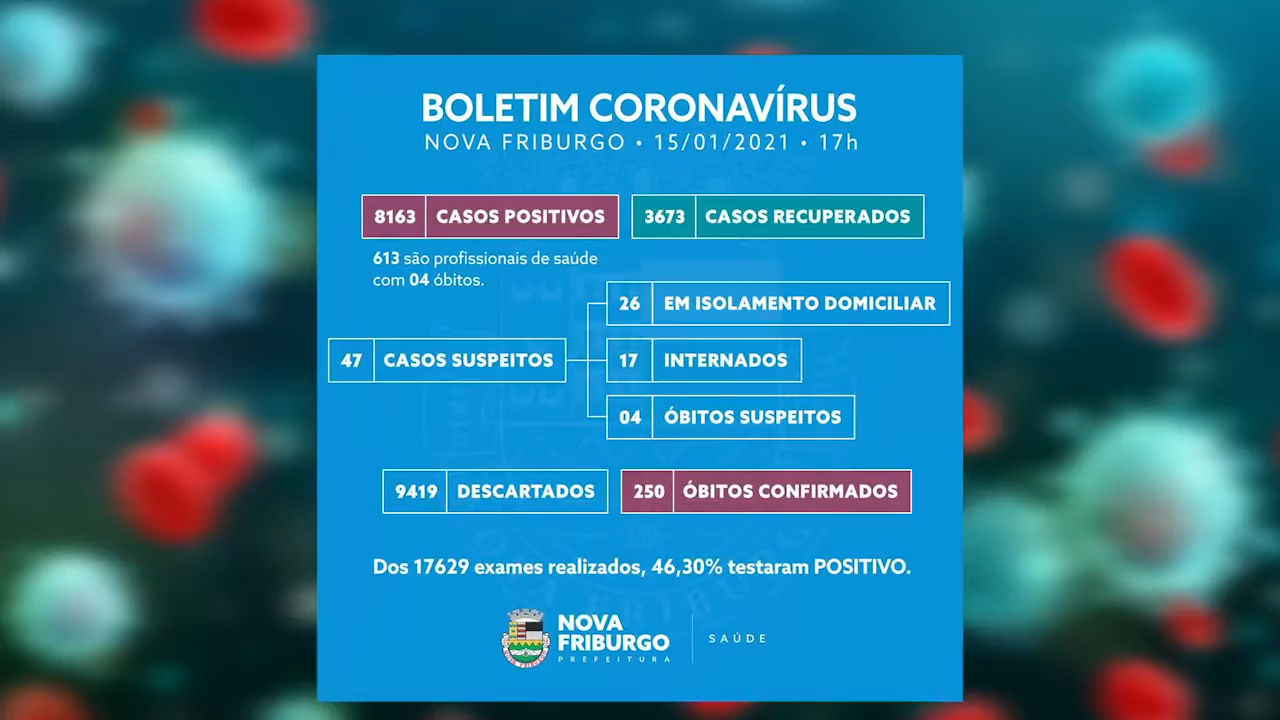 BOLETIM CORONAVÍRUS
NOVA FRIBURGO • 15/01/2021 • 17h
8163 CASOS POSITIVOS
3673 CASOS RECUPERADOS
613 são profissionais de saúde
com 04 óbitos.
26 EM ISOLAMENTO DOMICILIAR
47 CASOS SUSPEITOS
17 INTERNADOS
04 ÓBITOS SUSPEITOS
9419 DESCARTADOS
250 ÓBITOS CONFIRMADOS
Dos 17629 exames realizados, 46,30% testaram POSITIVO.
NOVA
FRIBURGO
PREFEITURA
SAÚDE